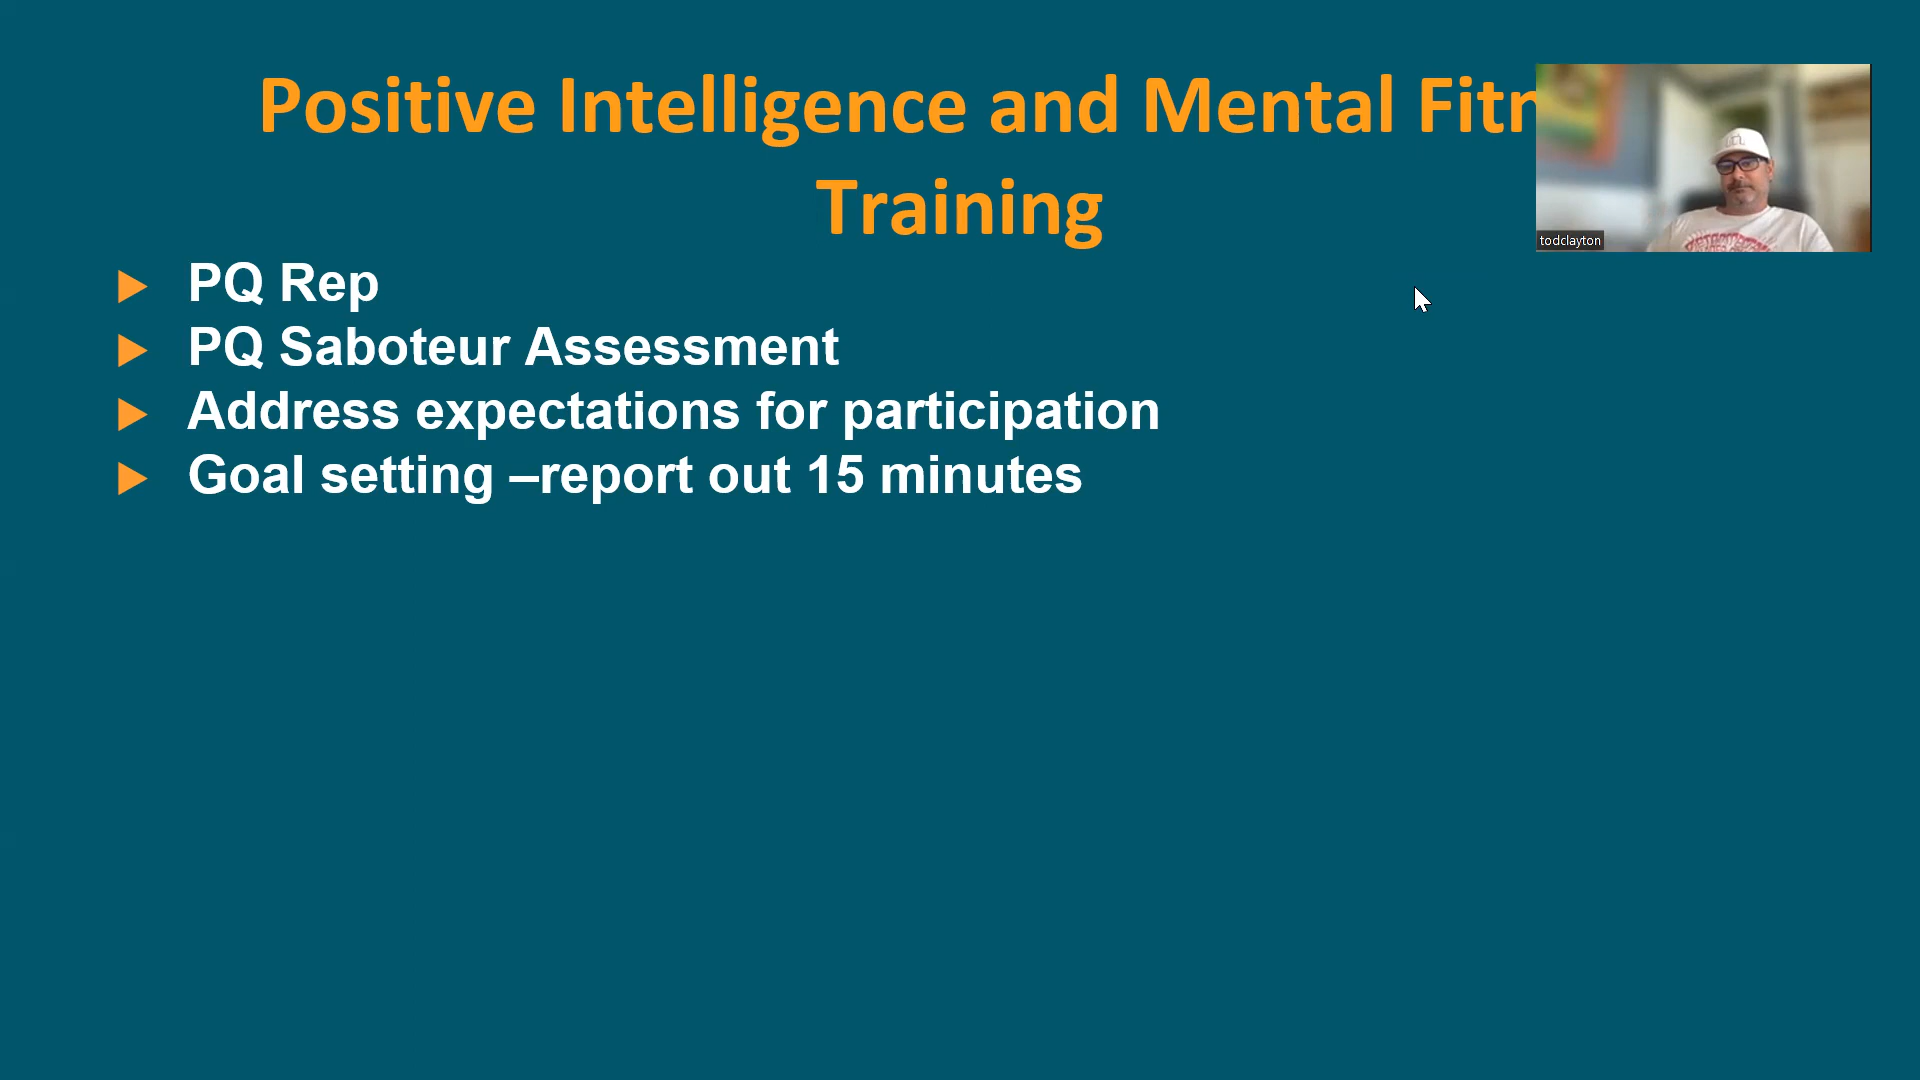 Positive Intelligence and Mental Fitn
Training
todclayton
► PQ Rep
► PQ Saboteur Assessment
► Address expectations for participation
► Goal setting –report out 15 minutes